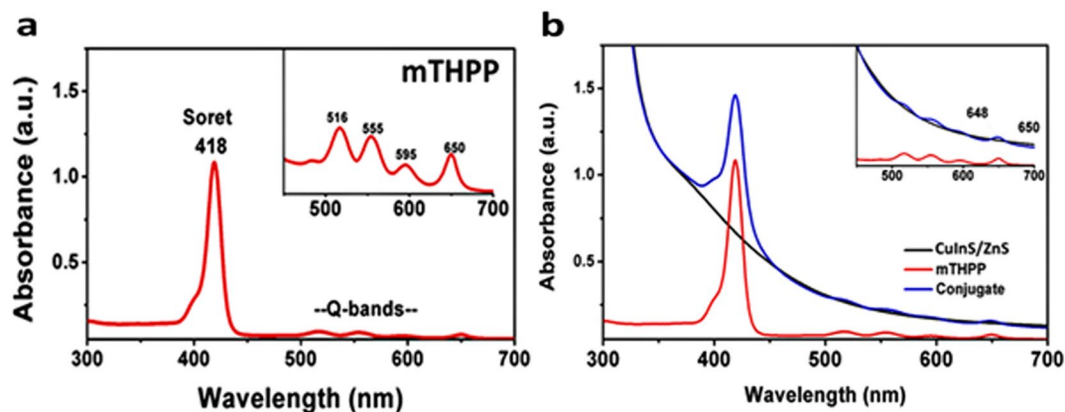 a
Absorbance (a.u.)
1.5
1.0
0.5
Soret
418
--Q-bands--
mTHPP
516
555
595
650
500
600
700
300
400
500
600
700
Wavelength (nm)
b
Absorbance (a.u.)
1.5
1.0
0.5
648
650
500
600
700
CuInS/ZnS
mTHPP
Conjugate
300
400
500
600
700
Wavelength (nm)